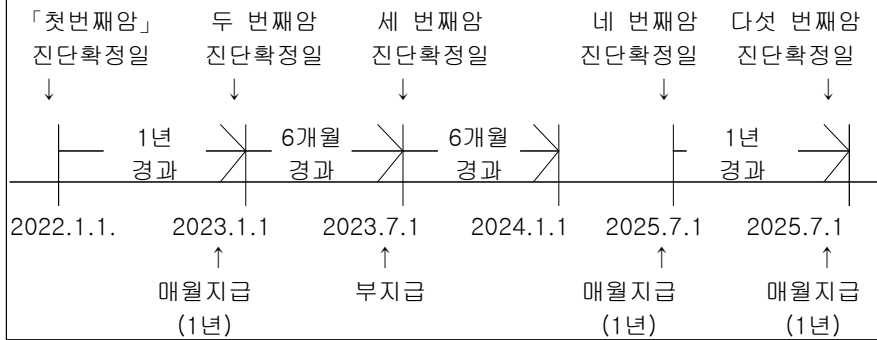 「첫번째암」 두 번째암 세 번째암 네 번째암 다섯 번째암
진단확정일 진단확정일 진단확정일 진단확정일 진단확정일
↓ ↓ ↓ ↓ ↓
1년 6개월 6개월 1년
경과 경과 경과 경과
2022.1.1. 2023.1.1 2023.7.1 2024.1.1 2025.7.1 2025.7.1
↑ ↑ ↑ ↑
매월지급 부지급 매월지급 매월지급
(1년) (1년) (1년)